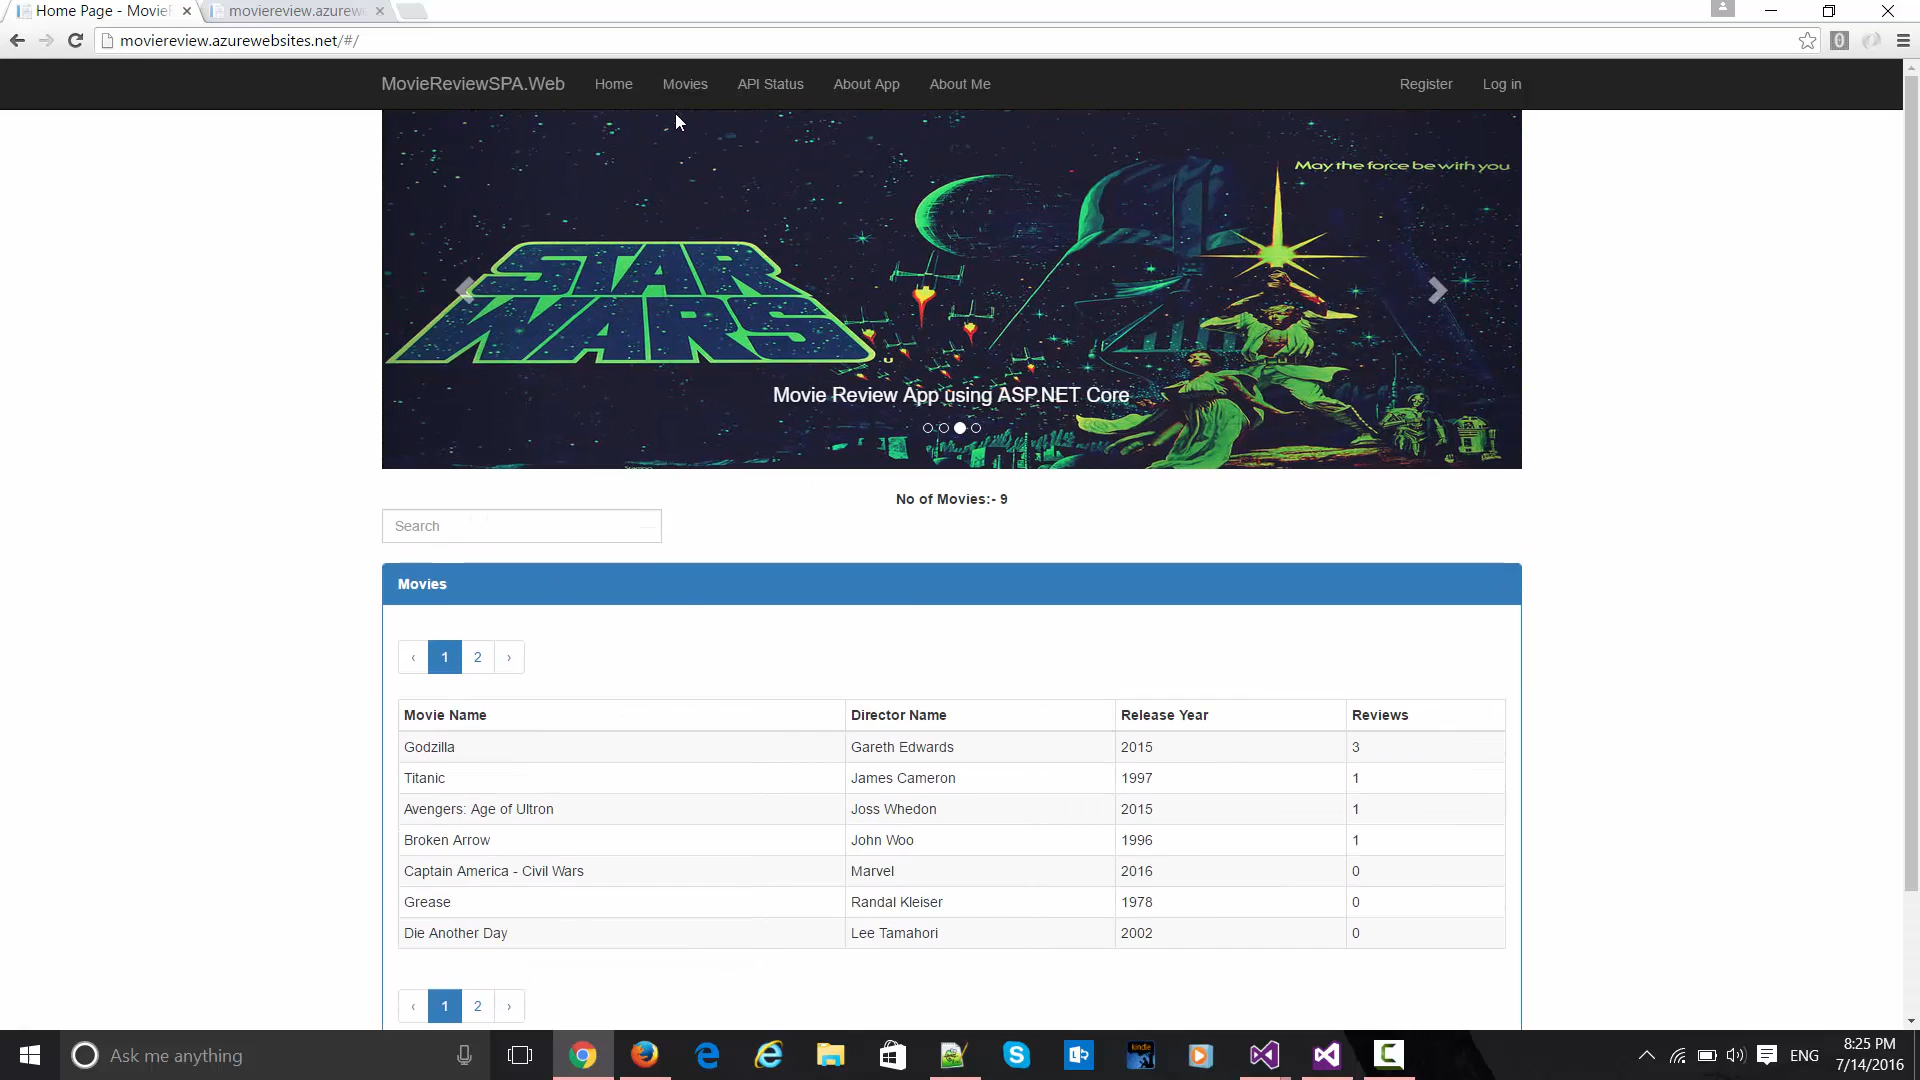 Home Page - Movie
moviereview.azurewe
moviereview.azurewebsites.net/#/
MovieReviewSPA.Web Home Movies API Status About App About Me Register Log in
May the force be with you
STAR
WARS
Movie Review App using ASP.NET Core
No of Movies:- 9
Search
Movies
‹ 1 2 ›
Movie Name Director Name Release Year Reviews
Godzilla Gareth Edwards 2015 3
Titanic James Cameron 1997 1
Avengers: Age of Ultron Joss Whedon 2015 1
Broken Arrow John Woo 1996 1
Captain America - Civil Wars Marvel 2016 0
Grease Randal Kleiser 1978 0
Die Another Day Lee Tamahori 2002 0
‹ 1 2 ›
Ask me anything
kindle
ENG
8:25 PM
7/14/2016